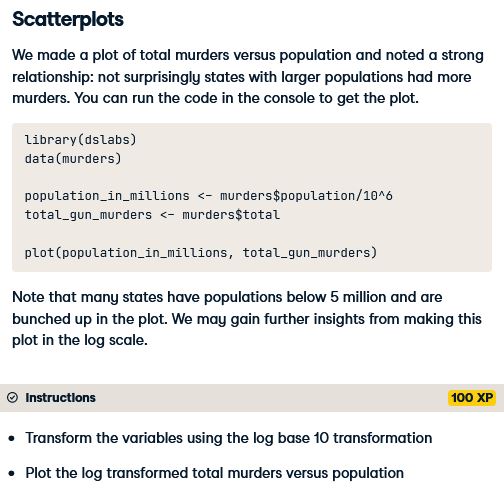 Scatterplots
We made a plot of total murders versus population and noted a strong
relationship: not surprisingly states with larger populations had more
murders. You can run the code in the console to get the plot.
library(dslabs)
data(murders)
population_in_millions <- murders$population/10^6
total_gun_murders <- murders$total
plot(population_in_millions, total_gun_murders)
Note that many states have populations below 5 million and are
bunched up in the plot. We may gain further insights from making this
plot in the log scale.
Instructions 100 XP
• Transform the variables using the log base 10 transformation
• Plot the log transformed total murders versus population